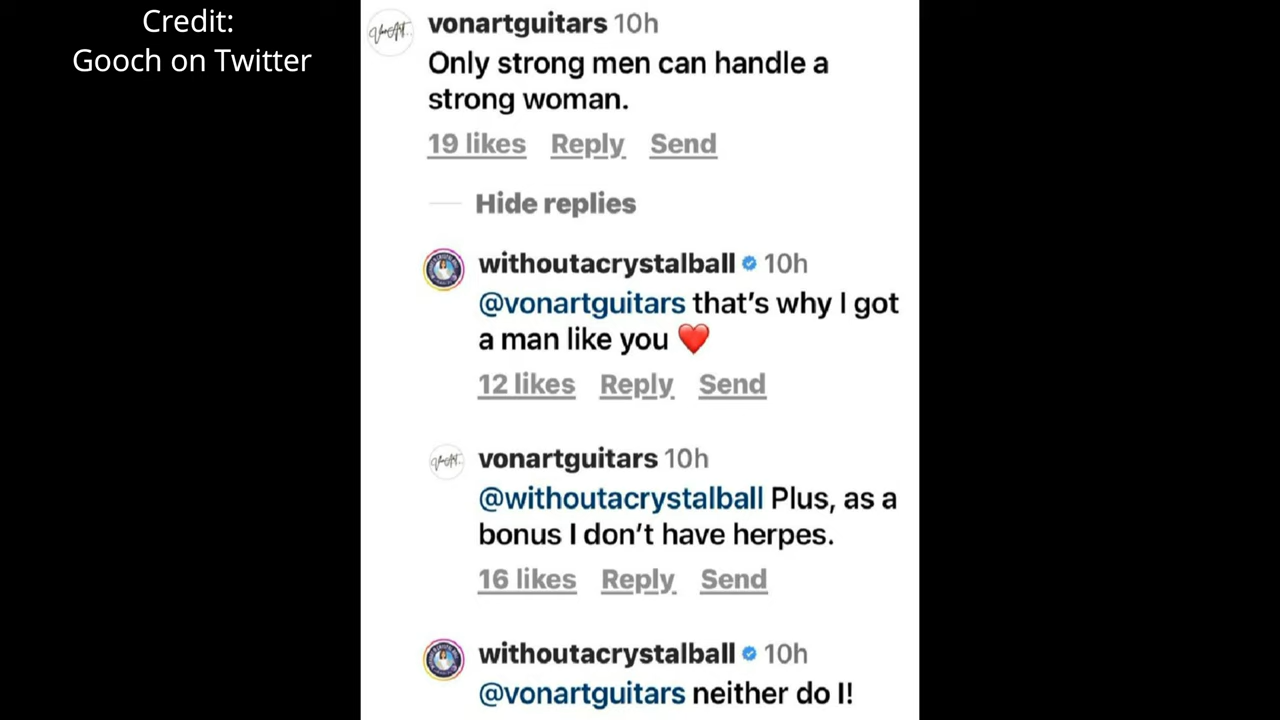 Credit:
Gooch on Twitter
vonartguitars 10h
Only strong men can handle a
strong woman.
19 likes Reply Send
Hide replies
withoutacrystalball 10h
@vonartguitars that's why I got
a man like you ❤️
12 likes Reply Send
vonartguitars 10h
@withoutacrystalball Plus, as a
bonus I don't have herpes.
16 likes Reply Send
withoutacrystalball 10h
@vonartguitars neither do I!